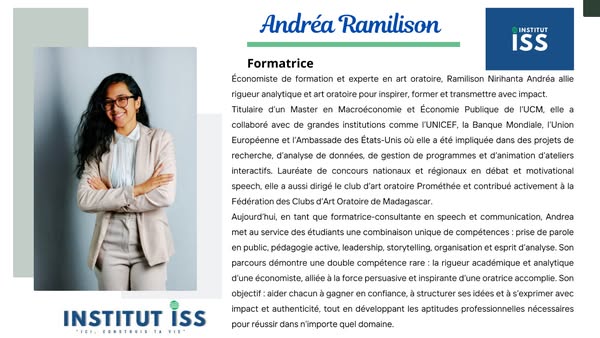 Andréa Ramilison
INSTITUT
ISS
Formatrice
Économiste de formation et experte en art oratoire, Ramilison Nirihanta Andréa allie
rigueur analytique et art oratoire pour inspirer, former et transmettre avec impact.
Titulaire d'un Master en Macroéconomie et Économie Publique de l'UCM, elle a
collaboré avec de grandes institutions comme l'UNICEF, la Banque Mondiale, l'Union
Européenne et l'Ambassade des États-Unis où elle a été impliquée dans des projets de
recherche, d'analyse de données, de gestion de programmes et d'animation d'ateliers
interactifs. Lauréate de concours nationaux et régionaux en débat et motivational
speech, elle a aussi dirigé le club d'art oratoire Prométhée et contribué activement à la
Fédération des Clubs d'Art Oratoire de Madagascar.
Aujourd'hui, en tant que formatrice-consultante en speech et communication, Andrea
met au service des étudiants une combinaison unique de compétences : prise de parole
en public, pédagogie active, leadership, storytelling, organisation et esprit d'analyse. Son
parcours démontre une double compétence rare : la rigueur académique et analytique
d'une économiste, alliée à la force persuasive et inspirante d'une oratrice accomplie. Son
objectif : aider chacun à gagner en confiance, à structurer ses idées et à s'exprimer avec
impact et authenticité, tout en développant les aptitudes professionnelles nécessaires
pour réussir dans n'importe quel domaine.
INSTITUT ISS
"ICI, CONSTRUIS TA VIE"